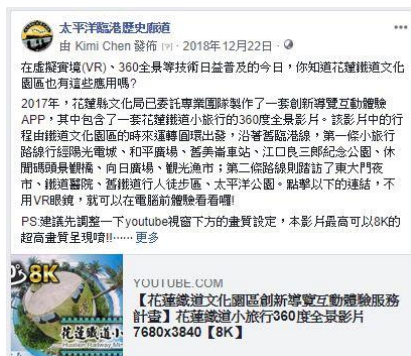 太平洋臨港歷史廊道
由 Kimi Chen 發佈 [?] · 2018年12月22日 ·
在虛擬實境(VR)、360全景等技術日益普及的今日，你知道花蓮鐵道文化
園區也有這些應用嗎?
2017年，花蓮縣文化局已委託專業團隊製作了一套創新導覽互動體驗
APP，其中包含了一套花蓮鐵道小旅行的360度全景影片。該影片中的行
程由鐵道文化園區的時來運轉圓環出發，沿著舊臨港線，第一條小旅行
路線行經陽光電城、和平廣場、舊美崙車站、江口良三郎紀念公園、休
閒碼頭景觀橋、向日廣場、觀光漁市；第二條路線則踏訪了東大門夜
市、鐵道醫院、舊鐵道行人徒步區、太平洋公園。點擊以下的連結，不
用VR眼鏡，就可以在電腦前體驗看看囉!
PS:建議先調整一下youtube視窗下方的畫質設定，本影片最高可以8K的
超高畫質呈現唷!!...... 更多
8K
花蓮鐵道小
YOUTUBE.COM
【花蓮鐵道文化園區創新導覽互動體驗服務
計畫】花蓮鐵道小旅行360度全景影片
7680x3840【8K】